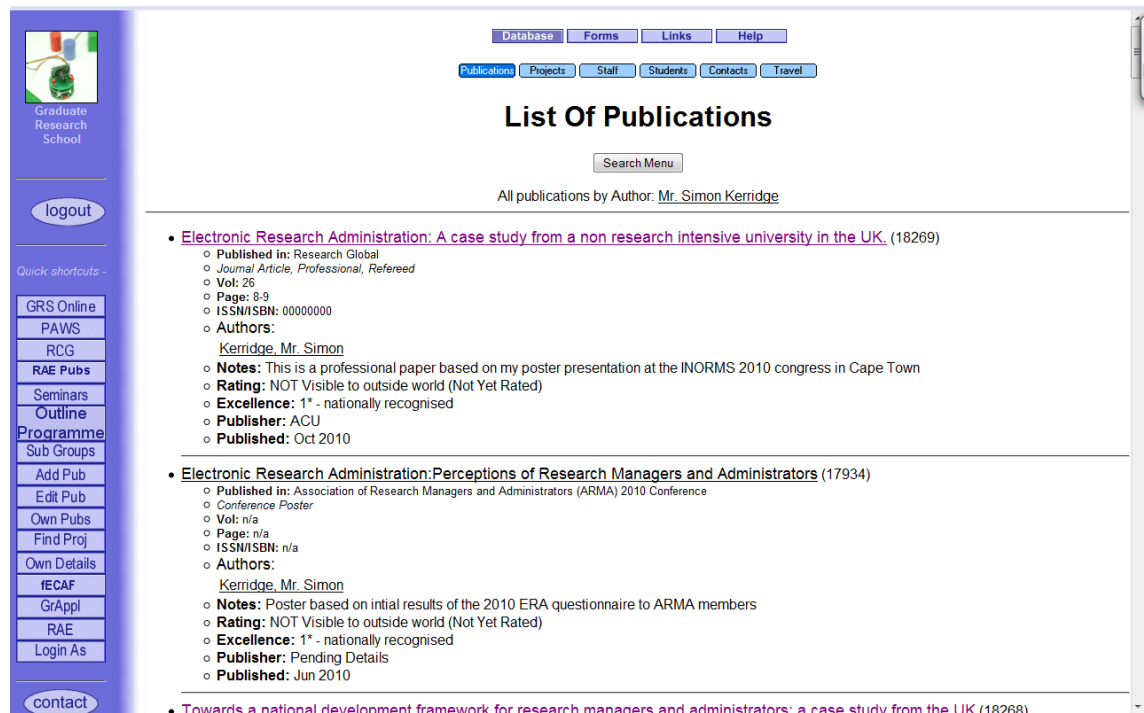 Database Forms Links Help
Publications Projects Staff Students Contacts Travel
Graduate
Research
School
logout
Quick shortcuts -
GRS Online
PAWS
RCG
RAE Pubs
Seminars
Outline
Programme
Sub Groups
Add Pub
Edit Pub
Own Pubs
Find Proj
Own Details
fECAF
GrAppl
RAE
Login As
contact
List Of Publications
Search Menu
All publications by Author: Mr. Simon Kerridge
• Electronic Research Administration: A case study from a non research intensive university in the UK. (18269)
○ Published in: Research Global
○ Journal Article, Professional, Refereed
○ Vol: 26
○ Page: 8-9
○ ISSN/ISBN: 00000000
○ Authors:
Kerridge, Mr. Simon
○ Notes: This is a professional paper based on my poster presentation at the INORMS 2010 congress in Cape Town
○ Rating: NOT Visible to outside world (Not Yet Rated)
○ Excellence: 1* - nationally recognised
○ Publisher: ACU
○ Published: Oct 2010
• Electronic Research Administration:Perceptions of Research Managers and Administrators (17934)
○ Published in: Association of Research Managers and Administrators (ARMA) 2010 Conference
○ Conference Poster
○ Vol: n/a
○ Page: n/a
○ ISSN/ISBN: n/a
○ Authors:
Kerridge, Mr. Simon
○ Notes: Poster based on intial results of the 2010 ERA questionnaire to ARMA members
○ Rating: NOT Visible to outside world (Not Yet Rated)
○ Excellence: 1* - nationally recognised
○ Publisher: Pending Details
○ Published: Jun 2010
• Towards a national development framework for research managers and administrators: a case study from the UK (18268)